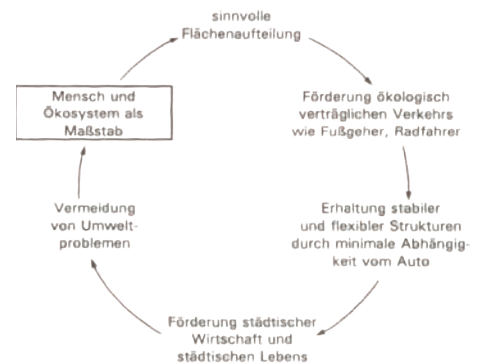 sinnvolle
Flächenaufteilung
Mensch und
Ökosystem als
Maßstab
Förderung ökologisch
verträglichen Verkehrs
wie Fußgeher, Radfahrer
Vermeidung
von Umwelt-
problemen
Erhaltung stabiler
und flexibler Strukturen
durch minimale Abhängig-
keit vom Auto
Förderung städtischer
Wirtschaft und
städtischen Lebens